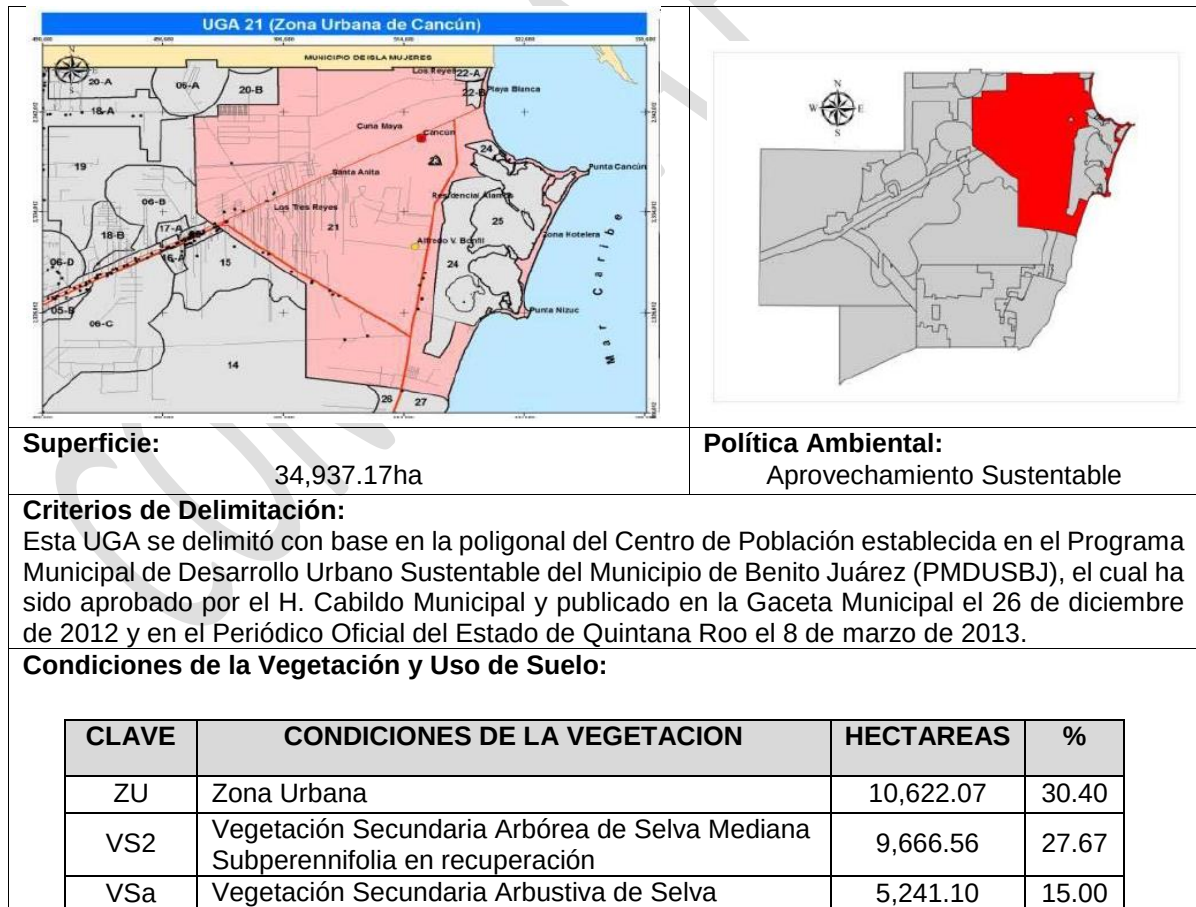 UGA 21 (Zona Urbana de Cancún)
MUNICIPIO DE ISLA MUJERES
N
E
Los Reyes
22-A
20-A
06-A
20-B
22-B
Playa Blanca
18-A
Cuna Maya
Cancun
19
23
24
Santa Anita
Punta Cancún
06-B
Los Tres Reyes
21
25
Zona Hotelera
18-B
17-A
Alfredo V. Bonfil
06-D
16-A
15
24
05-B
06-C
Punta Nizuc
14
26
27
Mar Caribe
N
W
E
S
Superficie:
34,937.17ha
Política Ambiental:
Aprovechamiento Sustentable
Criterios de Delimitación:
Esta UGA se delimitó con base en la poligonal del Centro de Población establecida en el Programa
Municipal de Desarrollo Urbano Sustentable del Municipio de Benito Juárez (PMDUSBJ), el cual ha
sido aprobado por el H. Cabildo Municipal y publicado en la Gaceta Municipal el 26 de diciembre
de 2012 y en el Periódico Oficial del Estado de Quintana Roo el 8 de marzo de 2013.
Condiciones de la Vegetación y Uso de Suelo:
CLAVE CONDICIONES DE LA VEGETACION HECTAREAS %
ZU Zona Urbana 10,622.07 30.40
VS2 Vegetación Secundaria Arbórea de Selva Mediana
Subperennifolia en recuperación 9,666.56 27.67
VSa Vegetación Secundaria Arbustiva de Selva 5,241.10 15.00